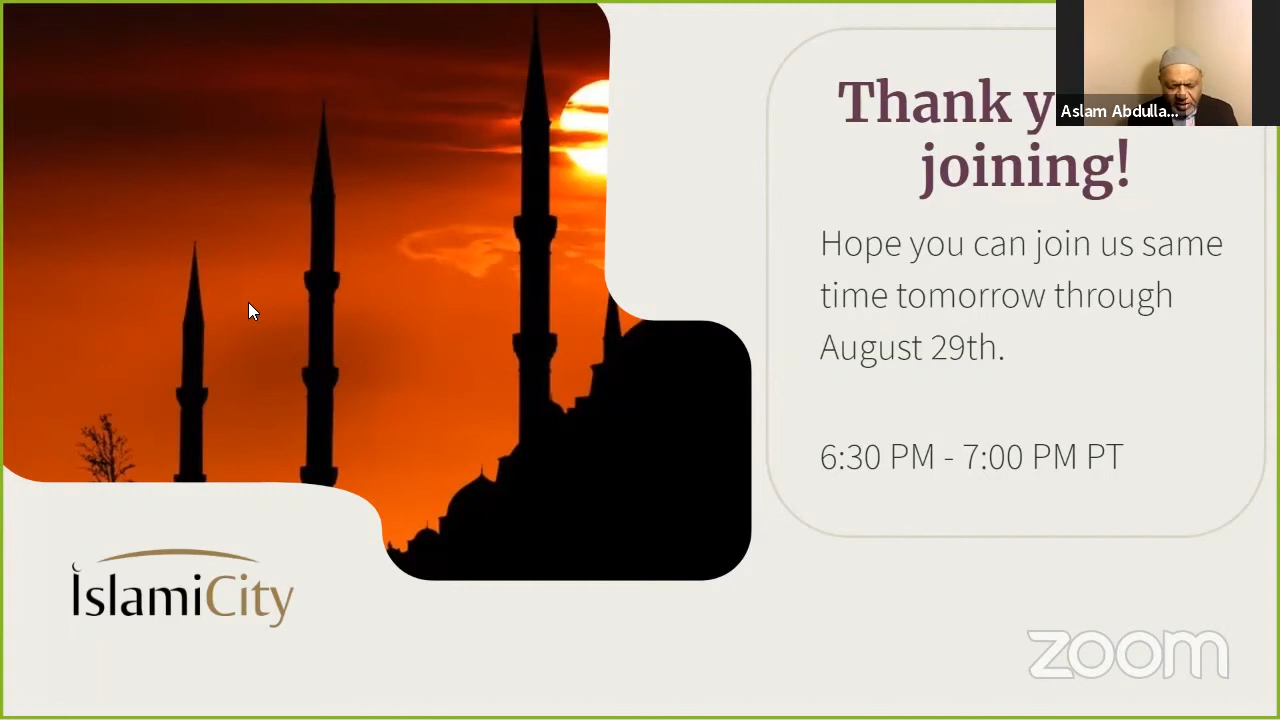 Thank y
joining!
Aslam Abdulla...
Hope you can join us same
time tomorrow through
August 29th.
6:30 PM - 7:00 PM PT
IslamiCity
zoom